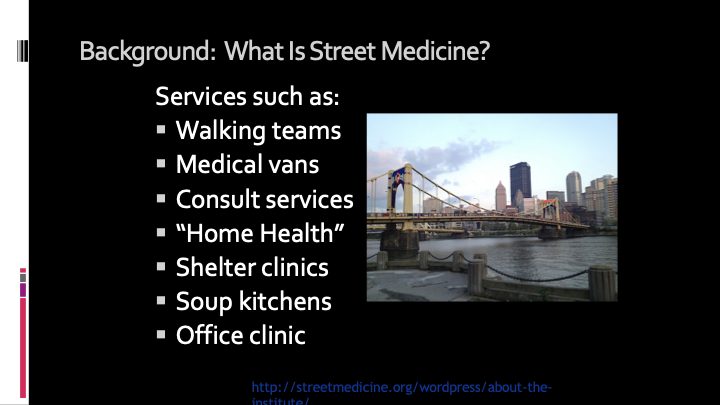 Background: What Is Street Medicine?
Services such as:
▪ Walking teams
▪ Medical vans
▪ Consult services
▪ “Home Health”
▪ Shelter clinics
▪ Soup kitchens
▪ Office clinic
http://streetmedicine.org/wordpress/about-the-
institute/